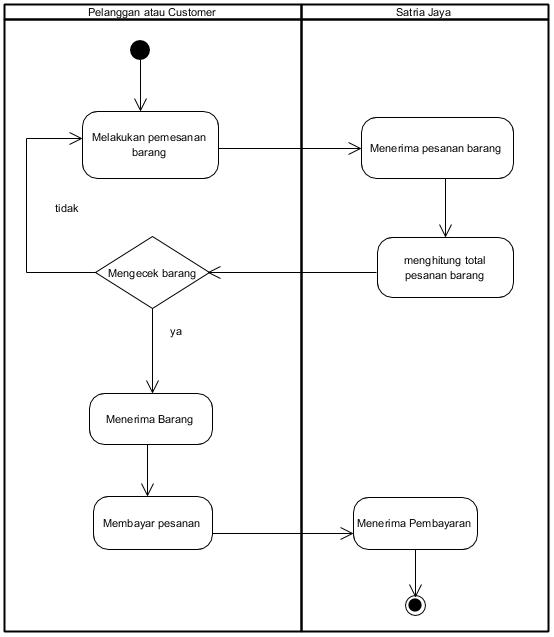 Pelanggan atau Customer
Satria Jaya
Melakukan pemesanan
barang
Menerima pesanan barang
tidak
menghitung total
pesanan barang
Mengecek barang
ya
Menerima Barang
Membayar pesanan
Menerima Pembayaran